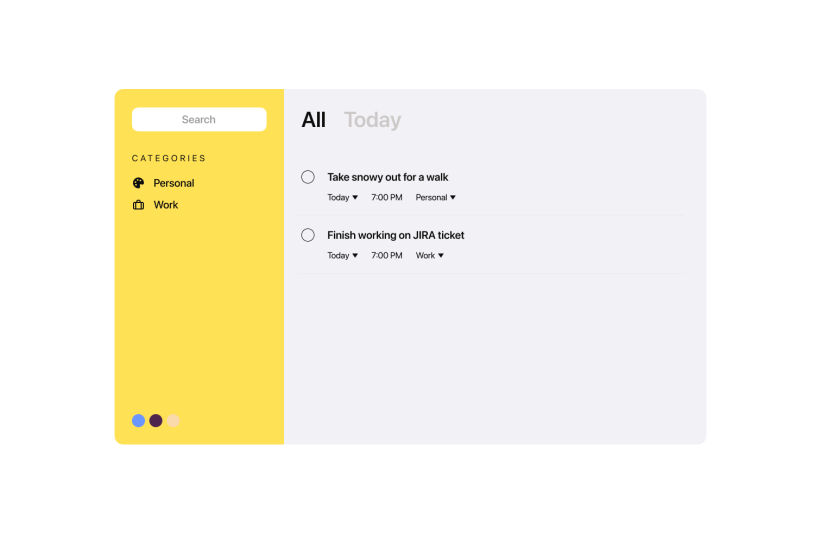 Search
CATEGORIES
Personal
Work
All Today
Take snowy out for a walk
Today ▼ 7:00 PM Personal ▼
Finish working on JIRA ticket
Today ▼ 7:00 PM Work ▼